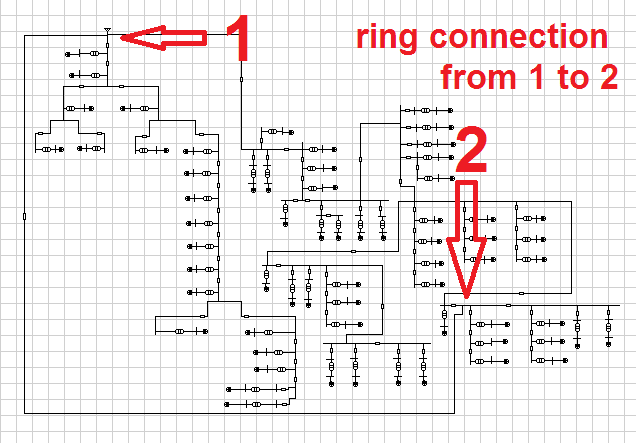 1
ring connection
from 1 to 2
2